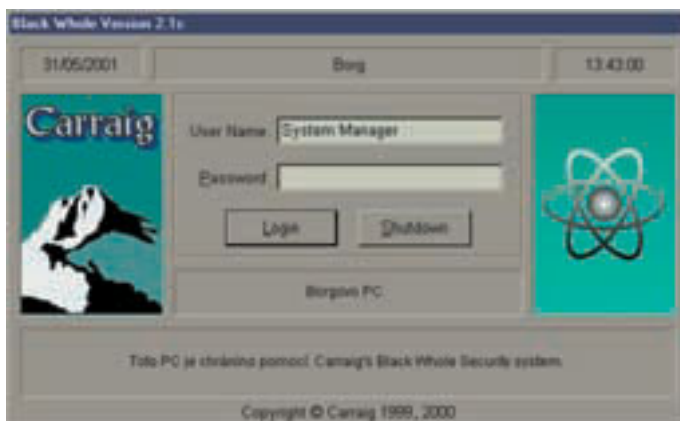 Black Whole Version 2.1c
31/05/2001
Borg
13:43:00
Carraig
User Name
System Manager
Password
Login
Shutdown
Borgovo PC
Toto PC je chráněno pomocí: Carraig's Black Whole Security system.
Copyright © Carraig 1999, 2000